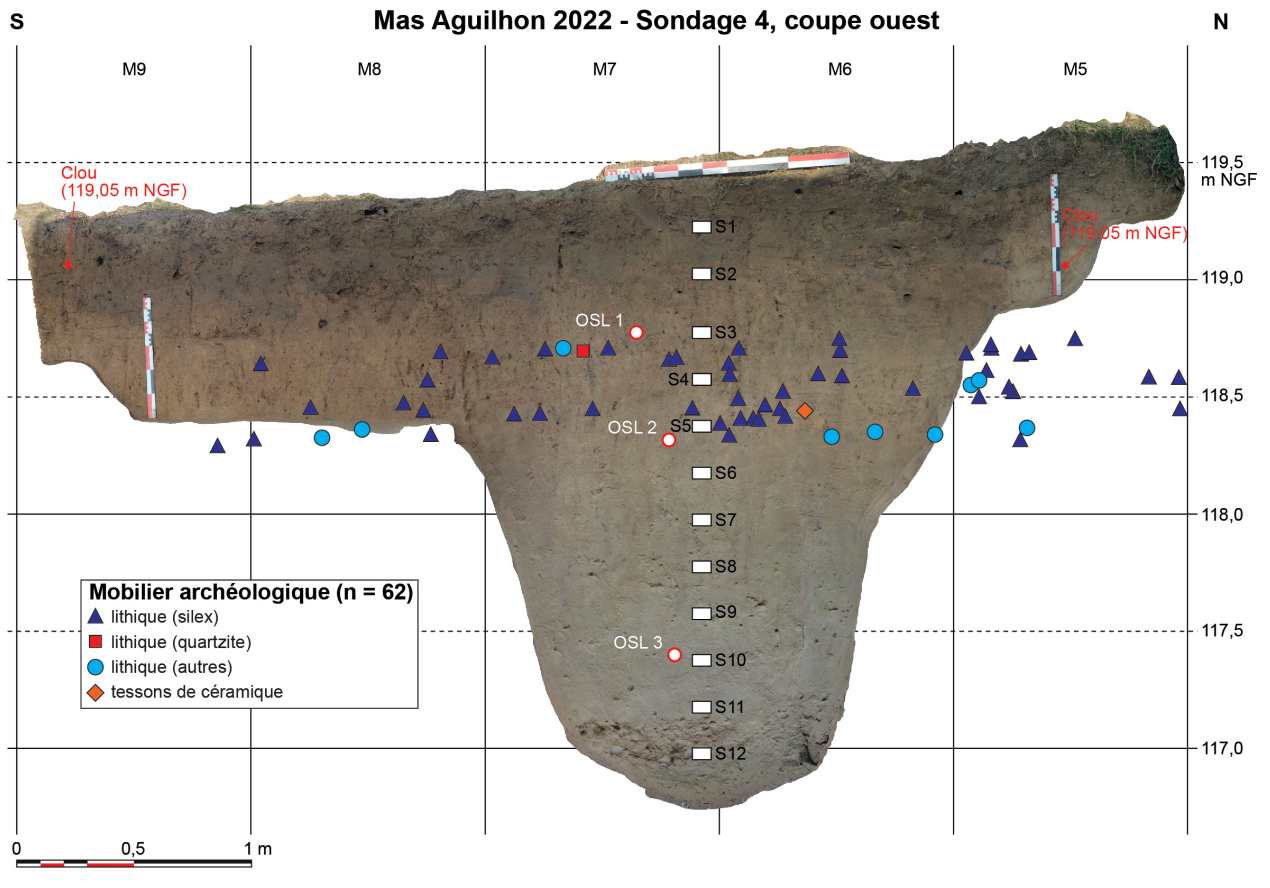 S
Mas Aguilhon 2022 - Sondage 4, coupe ouest
N
M9
M8
M7
M6
M5
Clou
(119,05 m NGF)
119,5
m NGF
Clou
(119,05 m NGF)
S1
S2
119,0
OSL 1
S3
S4
118,5
OSL 2
S5
S6
S7
118,0
S8
Mobilier archéologique (n = 62)
lithique (silex)
lithique (quartzite)
lithique (autres)
tessons de céramique
S9
117,5
OSL 3
S10
S11
S12
117,0
0
0,5
1 m